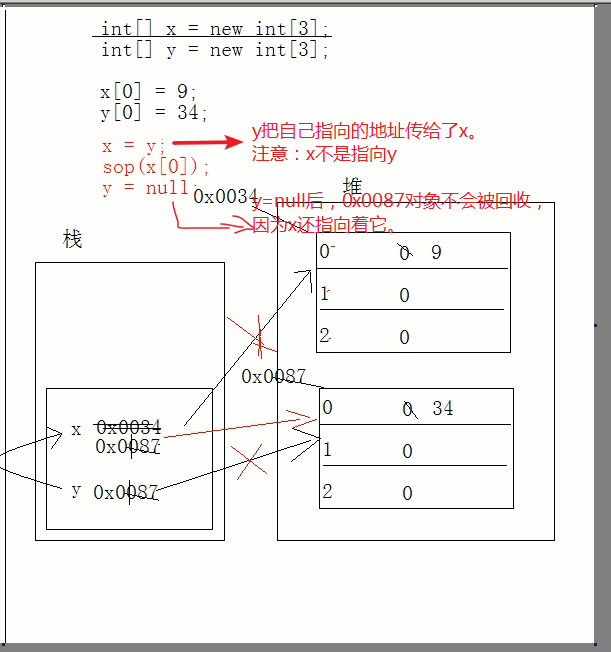 int[] x = new int[3];
int[] y = new int[3];
x[0] = 9;
y[0] = 34;
x = y;
sop(x[0]);
y = null;
y把自己指向的地址传给了x。
注意：x不是指向y
y=null后，0x0087对象不会被回收，
因为x还指向着它。
栈
堆
0x0034
0 0 9
1 0
2 0
0x0087
0 0 34
1 0
2 0
x 0x0034
0x0087
y 0x0087